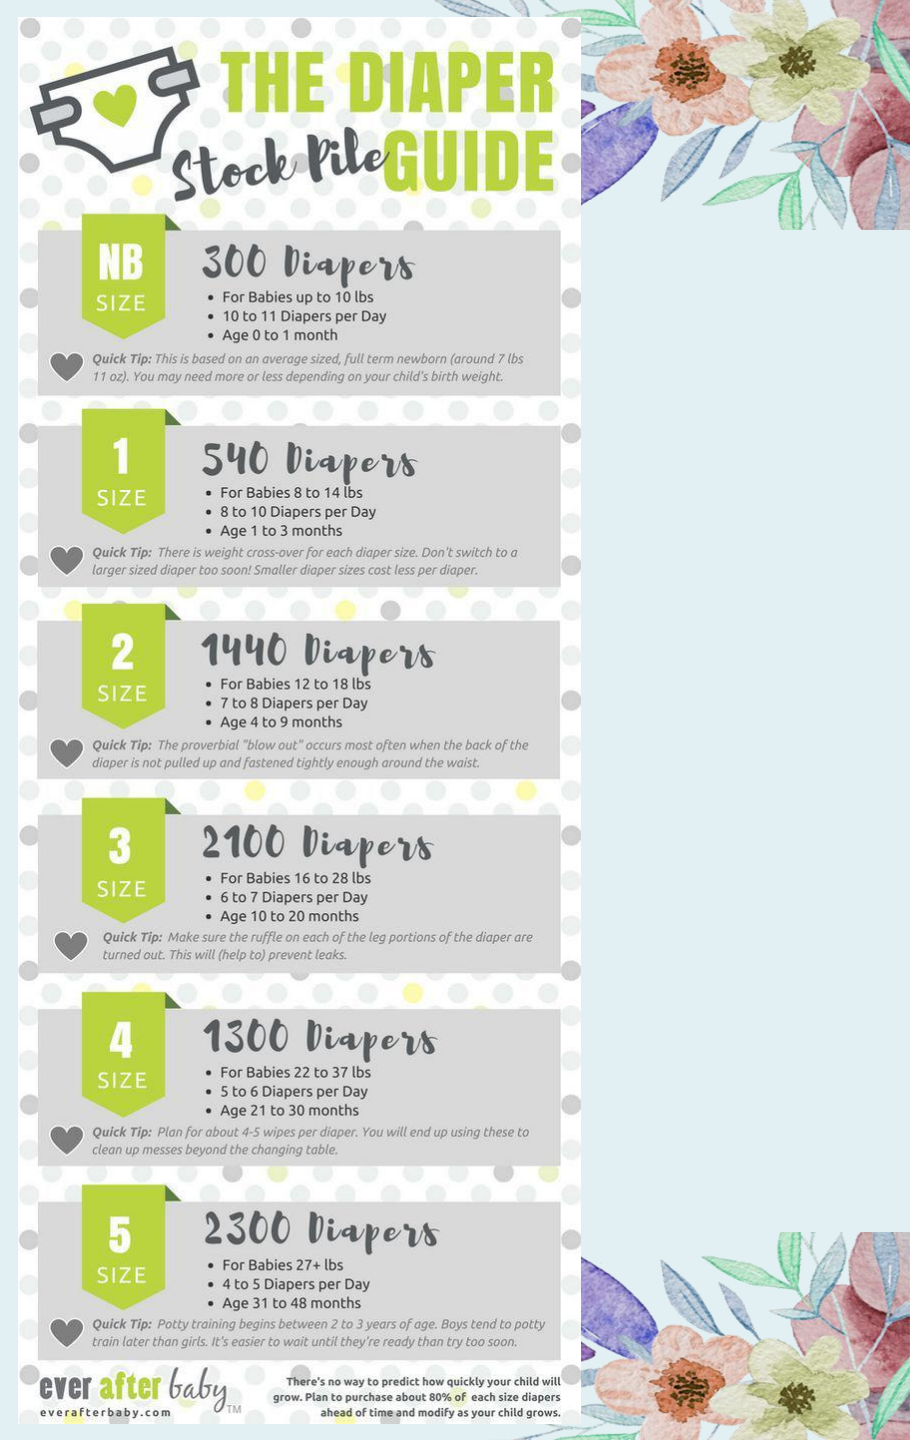 THE DIAPER
Stock Pile GUIDE
NB
SIZE
300 Diapers
• For Babies up to 10 lbs
• 10 to 11 Diapers per Day
• Age 0 to 1 month
Quick Tip: This is based on an average sized, full term newborn (around 7 lbs
11 oz). You may need more or less depending on your child's birth weight.
1
SIZE
540 Diapers
• For Babies 8 to 14 lbs
• 8 to 10 Diapers per Day
• Age 1 to 3 months
Quick Tip: There is weight cross-over for each diaper size. Don't switch to a
larger sized diaper too soon! Smaller diaper sizes cost less per diaper.
2
SIZE
1440 Diapers
• For Babies 12 to 18 lbs
• 7 to 8 Diapers per Day
• Age 4 to 9 months
Quick Tip: The proverbial "blow out" occurs most often when the back of the
diaper is not pulled up and fastened tightly enough around the waist.
3
SIZE
2100 Diapers
• For Babies 16 to 28 lbs
• 6 to 7 Diapers per Day
• Age 10 to 20 months
Quick Tip: Make sure the ruffle on each of the leg portions of the diaper are
turned out. This will (help to) prevent leaks.
4
SIZE
1300 Diapers
• For Babies 22 to 37 lbs
• 5 to 6 Diapers per Day
• Age 21 to 30 months
Quick Tip: Plan for about 4-5 wipes per diaper. You will end up using these to
clean up messes beyond the changing table.
5
SIZE
2300 Diapers
• For Babies 27+ lbs
• 4 to 5 Diapers per Day
• Age 31 to 48 months
Quick Tip: Potty training begins between 2 to 3 years of age. Boys tend to potty
train later than girls. It's easier to wait until they're ready than try too soon.
ever after baby TM
everafterbaby.com
There's no way to predict how quickly your child will
grow. Plan to purchase about 80% of each size diapers
ahead of time and modify as your child grows.